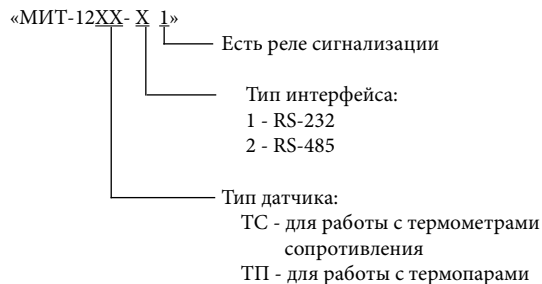 «МИТ-12XX- X 1»
Есть реле сигнализации
Тип интерфейса:
1 - RS-232
2 - RS-485
Тип датчика:
ТС - для работы с термометрами
сопротивления
ТП - для работы с термопарами